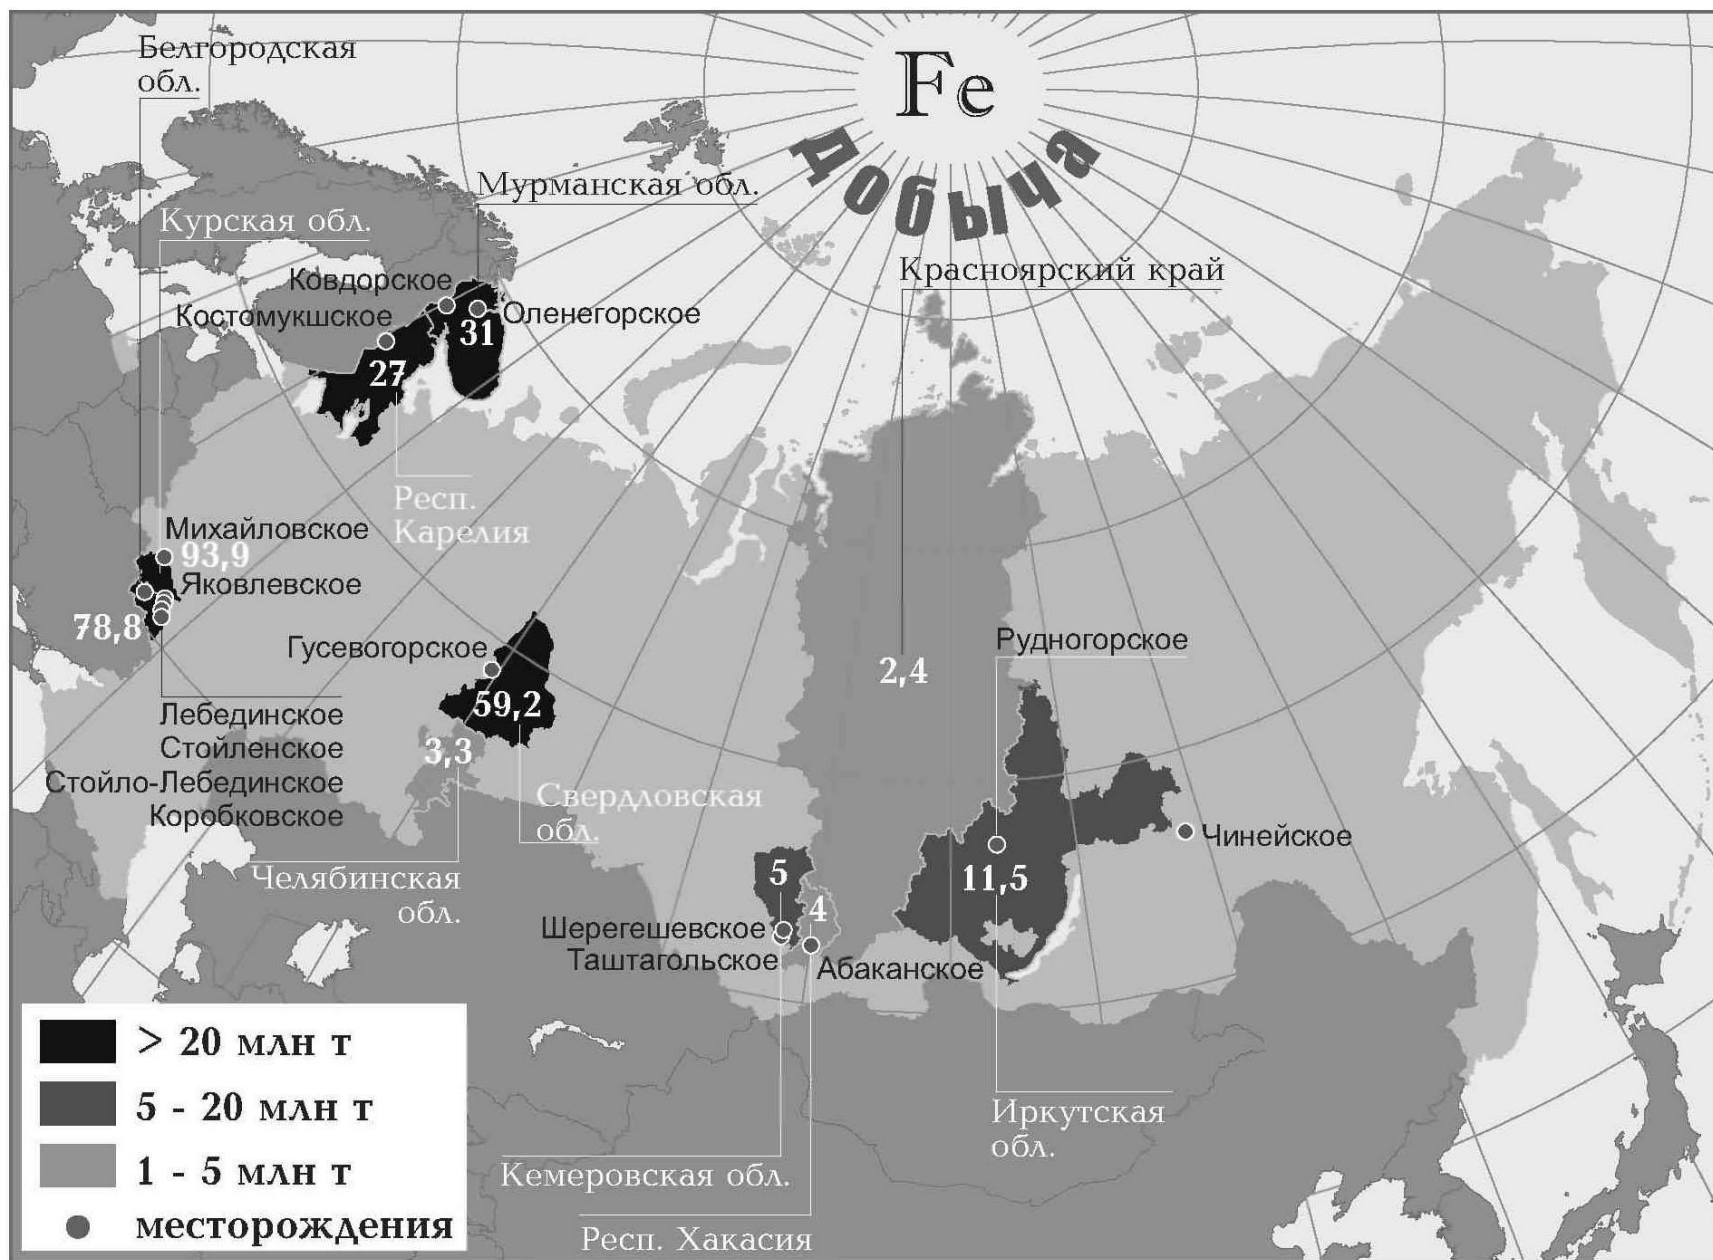 Белгородская
обл.
Fe
добыча
Мурманская обл.
Курская обл.
Красноярский край
Ковдорское
Костомукшское
Оленегорское
31
27
Респ.
Карелия
Михайловское
93,9
Яковлевское
78,8
Гусевогорское
Рудногорское
2,4
59,2
Лебединское
Стойленское
Стойло-Лебединское
Коробковское
3,3
Свердловская
обл.
Чинейское
Челябинская
обл.
5
4
11,5
Шерегешевское
Таштагольское
Абаканское
> 20 млн т
5 - 20 млн т
1 - 5 млн т
месторождения
Иркутская
обл.
Кемеровская обл.
Респ. Хакасия